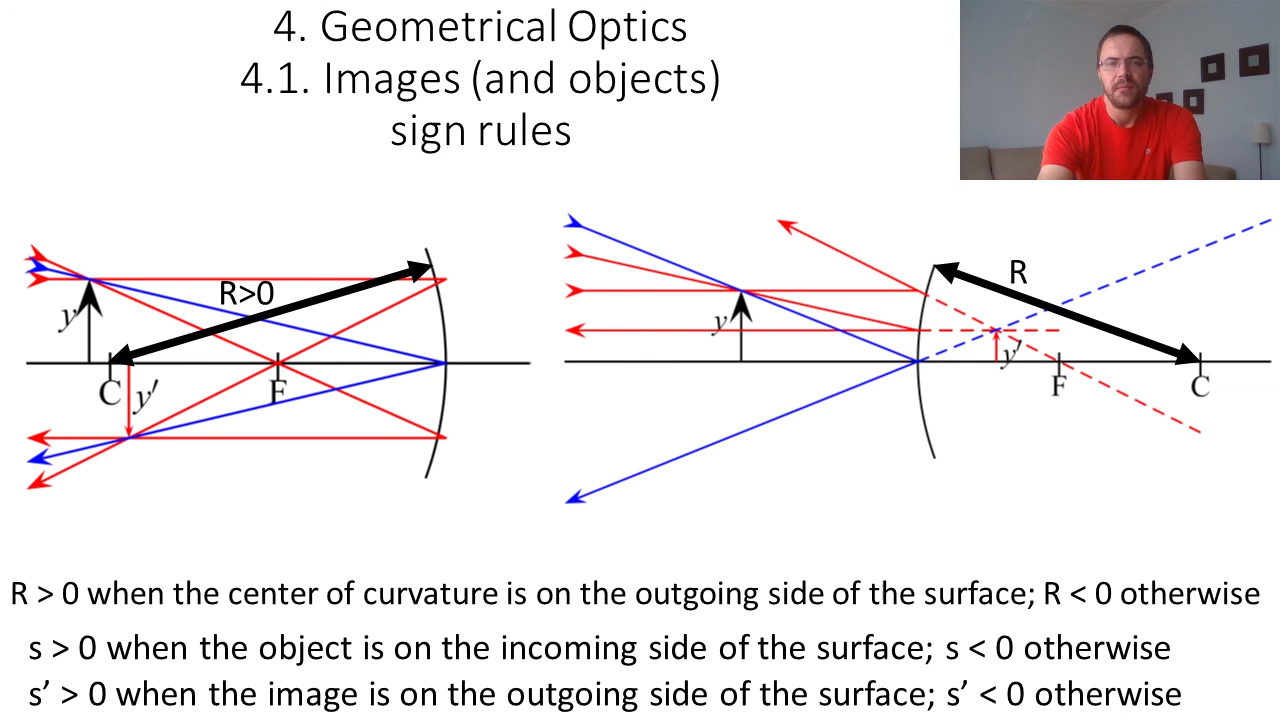 4. Geometrical Optics
4.1. Images (and objects)
sign rules
R>0
y
C
y′
F
R
y
y′
F
C
R > 0 when the center of curvature is on the outgoing side of the surface; R < 0 otherwise
s > 0 when the object is on the incoming side of the surface; s < 0 otherwise
s’ > 0 when the image is on the outgoing side of the surface; s’ < 0 otherwise